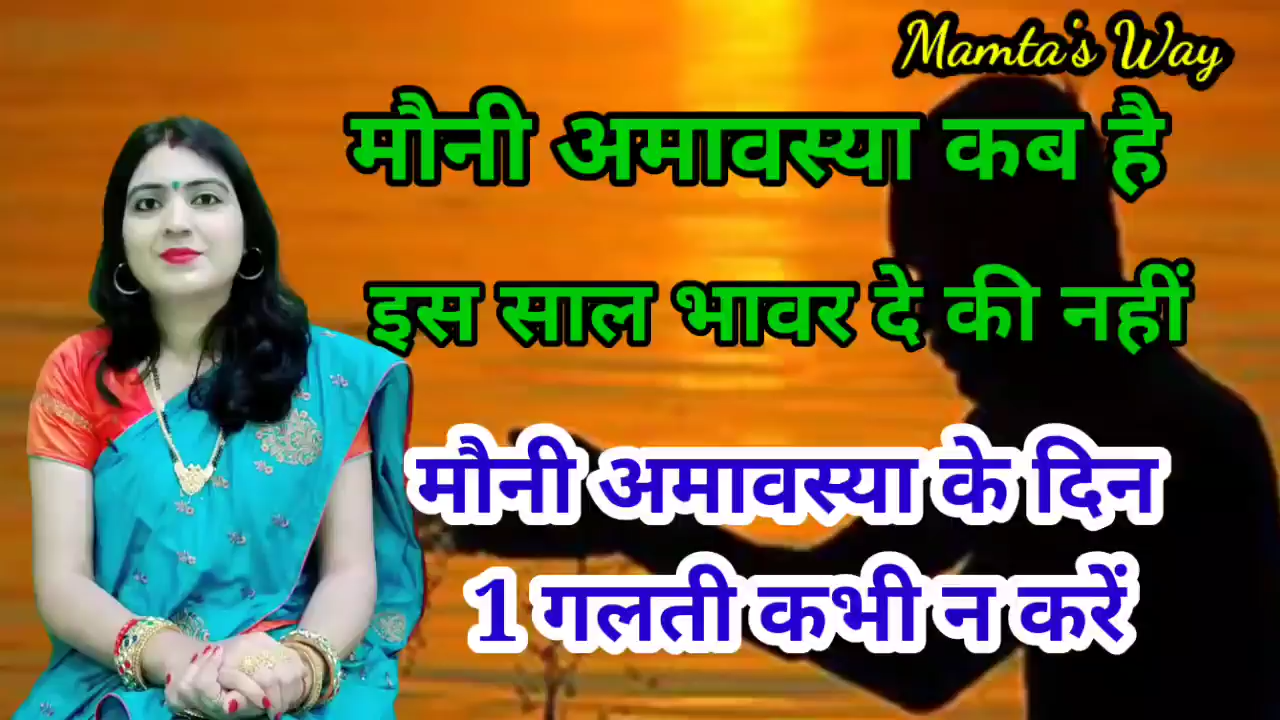 Mamta's Way
मौनी अमावस्या कब है
इस साल भावर दे की नहीं
मौनी अमावस्या के दिन
1 गलती कभी न करें